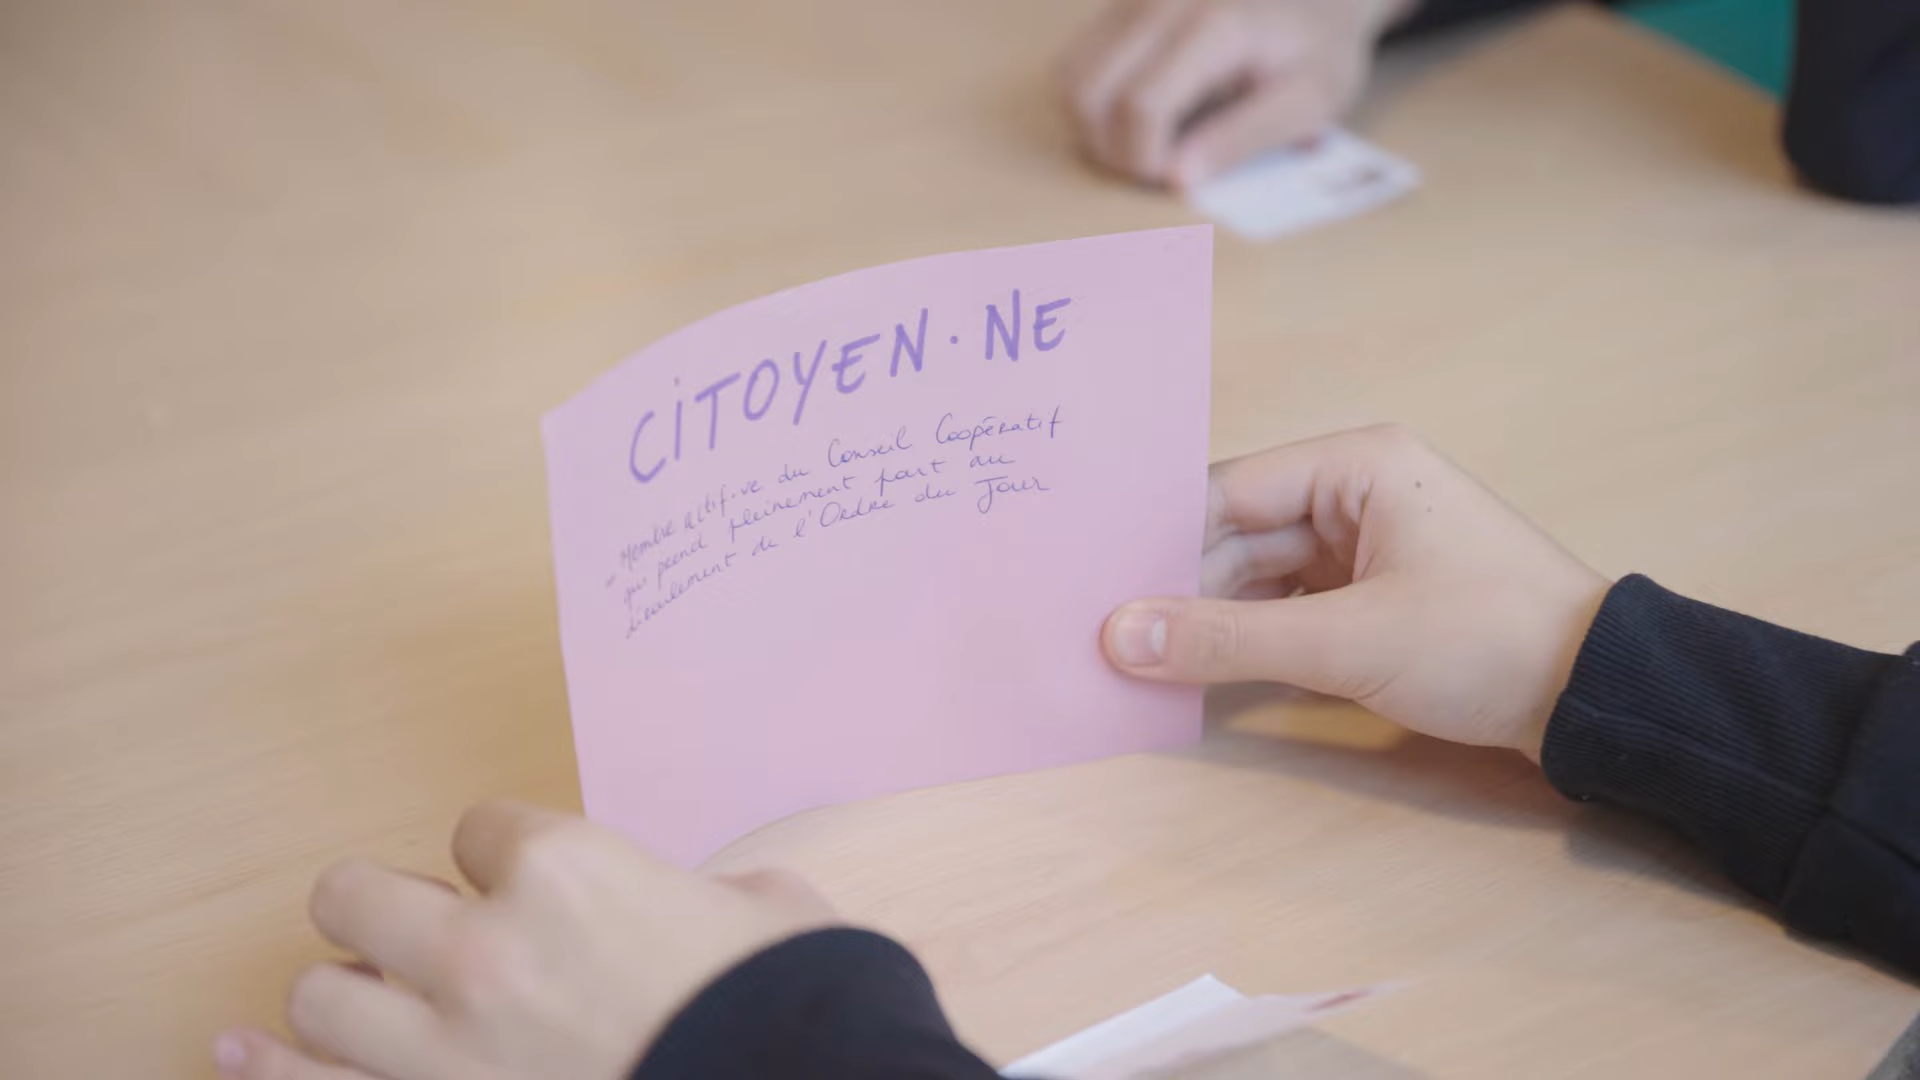 CiTOYEN·NE
→ Membre actif·ve du Conseil Coopératif
qui prend pleinement part au
déroulement de l'Ordre du Jour